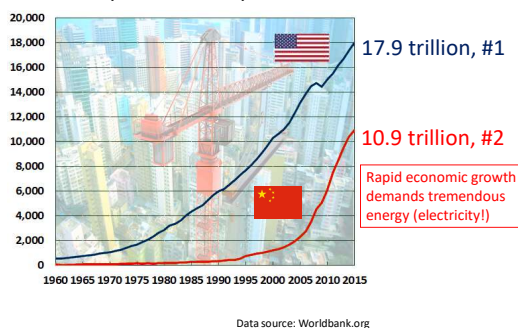 20,000
18,000
16,000
14,000
12,000
10,000
8,000
6,000
4,000
2,000
0
1960 1965 1970 1975 1980 1985 1990 1995 2000 2005 2010 2015
17.9 trillion, #1
10.9 trillion, #2
Rapid economic growth
demands tremendous
energy (electricity!)
Data source: Worldbank.org